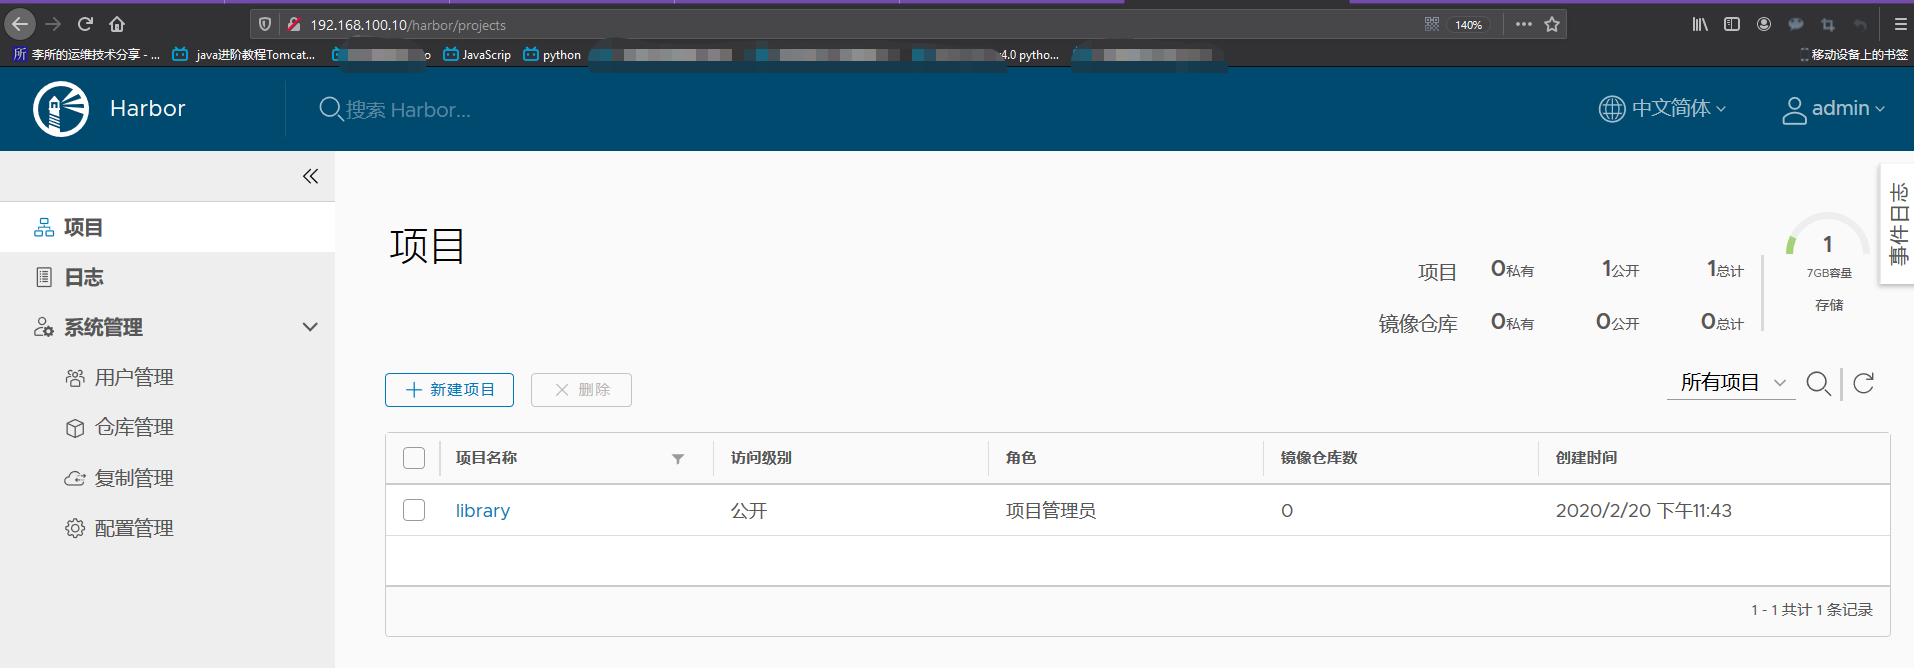 192.168.100.10/harbor/projects
140%
所 李所的运维技术分享 - ...
java进阶教程Tomcat...
o
JavaScrip
python
4.0 pytho...
移动设备上的书签
Harbor
搜索 Harbor...
中文简体
admin
项目
日志
系统管理
用户管理
仓库管理
复制管理
配置管理
项目
项目 0私有 1公开 1总计
镜像仓库 0私有 0公开 0总计
1
7GB容量
存储
事件日志
新建项目
删除
所有项目
项目名称 访问级别 角色 镜像仓库数 创建时间
library 公开 项目管理员 0 2020/2/20 下午11:43
1 - 1 共计 1 条记录